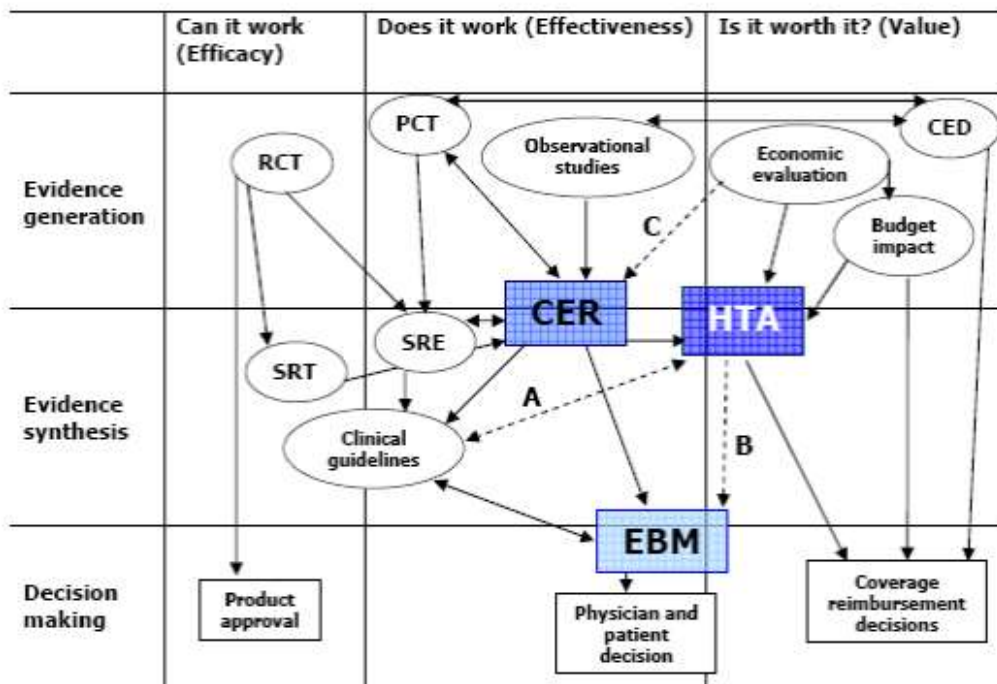 Can it work
(Efficacy)
Does it work (Effectiveness)
Is it worth it? (Value)
Evidence
generation
RCT
PCT
Observational
studies
Economic
evaluation
CED
Budget
impact
C
CER
HTA
Evidence
synthesis
SRT
SRE
Clinical
guidelines
A
B
Decision
making
EBM
Product
approval
Physician and
patient
decision
Coverage
reimbursement
decisions